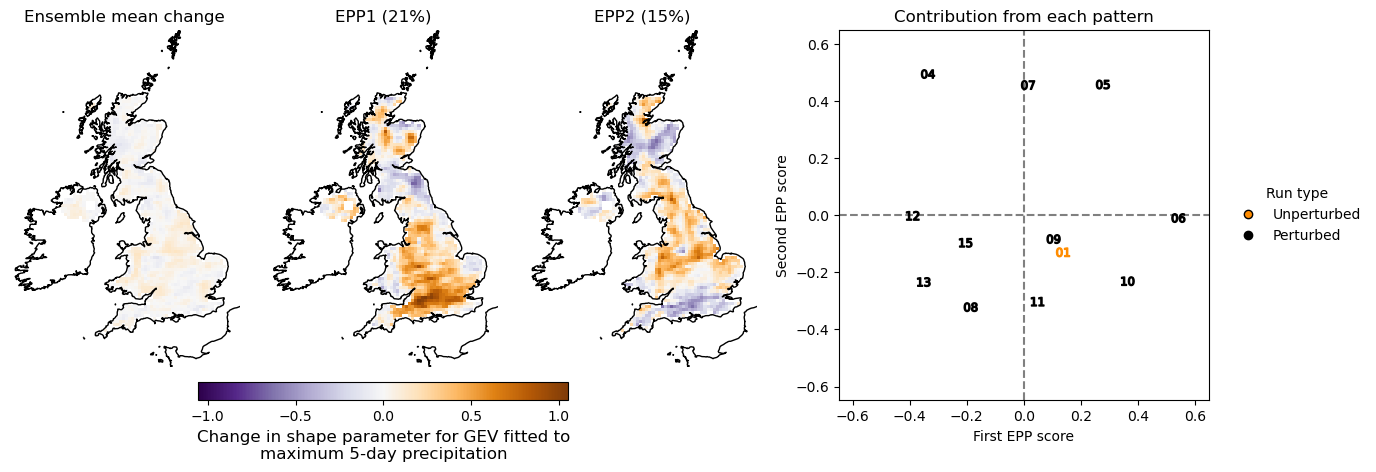 Ensemble mean change
EPP1 (21%)
EPP2 (15%)
Contribution from each pattern
0.6
0.4
0.2
0.0
−0.2
−0.4
−0.6
Second EPP score
04
07
05
12
06
15
09
01
13
10
08
11
−0.6
−0.4
−0.2
0.0
0.2
0.4
0.6
First EPP score
Run type
Unperturbed
Perturbed
−1.0
−0.5
0.0
0.5
1.0
Change in shape parameter for GEV fitted to
maximum 5-day precipitation